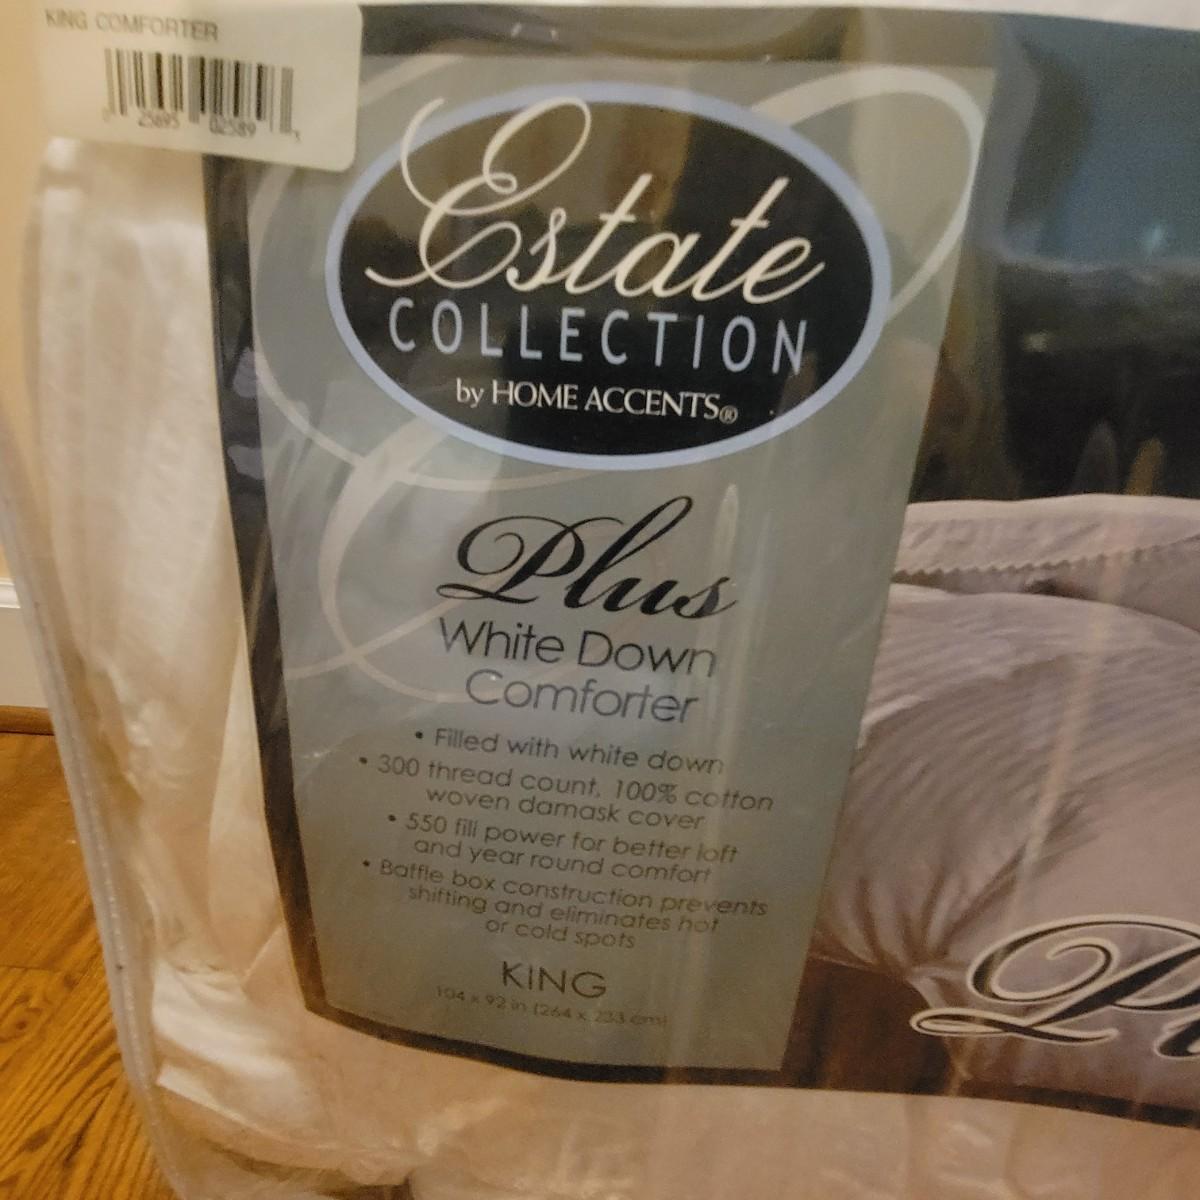 KING COMFORTER
25695 02589
Estate
COLLECTION
by HOME ACCENTS®
Plus
White Down
Comforter
• Filled with white down
• 300 thread count, 100% cotton
woven damask cover
• 550 fill power for better loft
and year round comfort
• Baffle box construction prevents
shifting and eliminates hot
or cold spots
KING
104 x 92 in (264 x 233 cm)